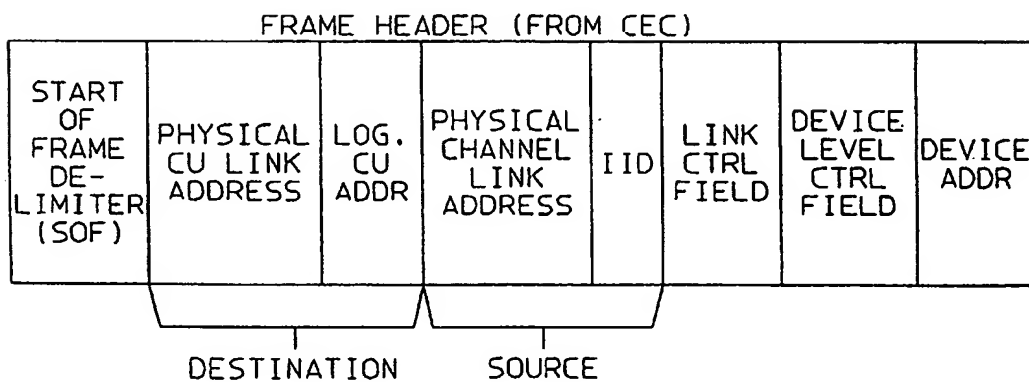 FRAME HEADER (FROM CEC)
START
OF
FRAME
DE-
LIMITER
(SOF)
PHYSICAL
CU LINK
ADDRESS
LOG.
CU
ADDR
PHYSICAL
CHANNEL
LINK
ADDRESS
IID
LINK
CTRL
FIELD
DEVICE
LEVEL
CTRL
FIELD
DEVICE
ADDR
DESTINATION
SOURCE